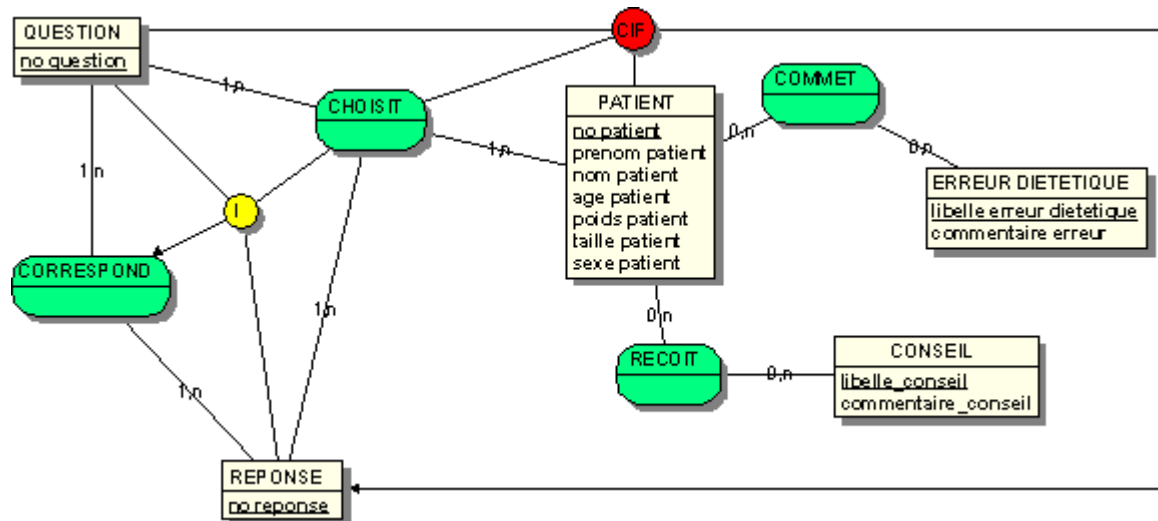 QUESTION
no question
CIF
1,n
CHOISIT
1,n
PATIENT
no patient
prenom patient
nom patient
age patient
poids patient
taille patient
sexe patient
COMMET
0,n
0,n
ERREUR DIETETIQUE
libelle erreur dietetique
commentaire erreur
1,n
I
CORRESPOND
1,n
1,n
0,n
RECOIT
0,n
CONSEIL
libelle_conseil
commentaire_conseil
REPONSE
no reponse